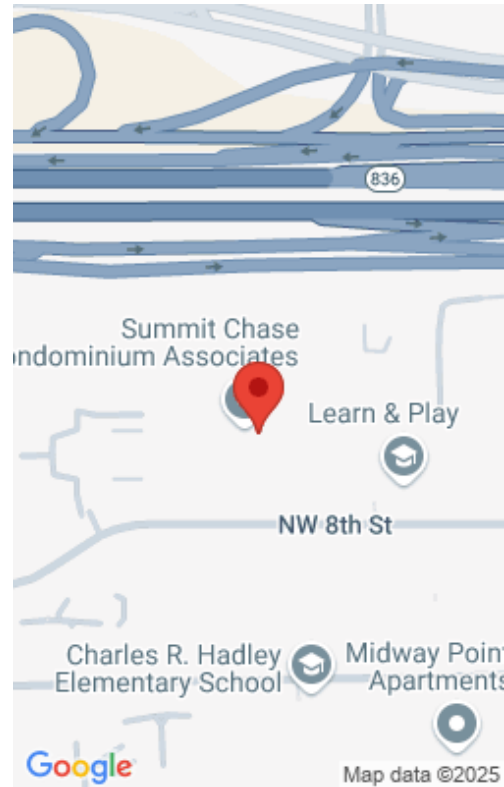 836
Summit Chase
ondominium Associates
Learn & Play
NW 8th St
Charles R. Hadley
Elementary School
Midway Point
Apartments
Google
Map data ©2025